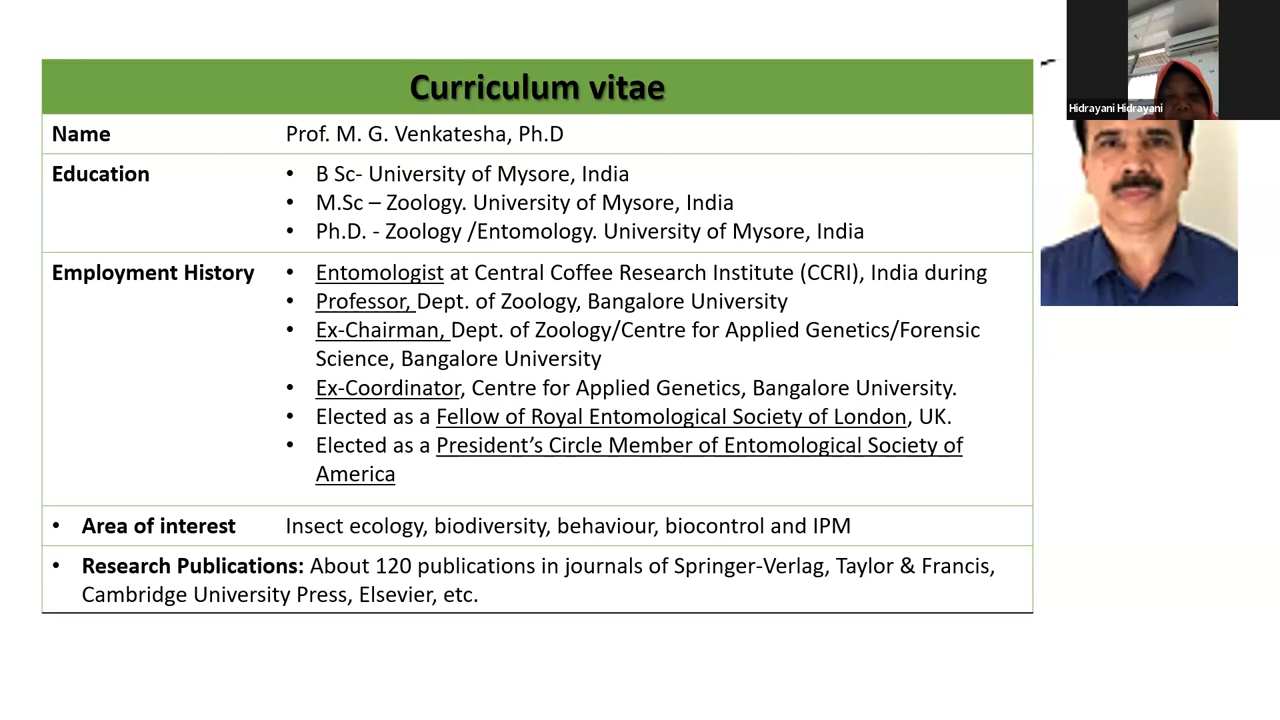 Curriculum vitae
Name Prof. M. G. Venkatesha, Ph.D
Education • B Sc- University of Mysore, India
• M.Sc – Zoology. University of Mysore, India
• Ph.D. - Zoology /Entomology. University of Mysore, India
Employment History • Entomologist at Central Coffee Research Institute (CCRI), India during
• Professor, Dept. of Zoology, Bangalore University
• Ex-Chairman, Dept. of Zoology/Centre for Applied Genetics/Forensic
Science, Bangalore University
• Ex-Coordinator, Centre for Applied Genetics, Bangalore University.
• Elected as a Fellow of Royal Entomological Society of London, UK.
• Elected as a President’s Circle Member of Entomological Society of
America
• Area of interest Insect ecology, biodiversity, behaviour, biocontrol and IPM
• Research Publications: About 120 publications in journals of Springer-Verlag, Taylor & Francis,
Cambridge University Press, Elsevier, etc.
Hidrayani Hidrayani